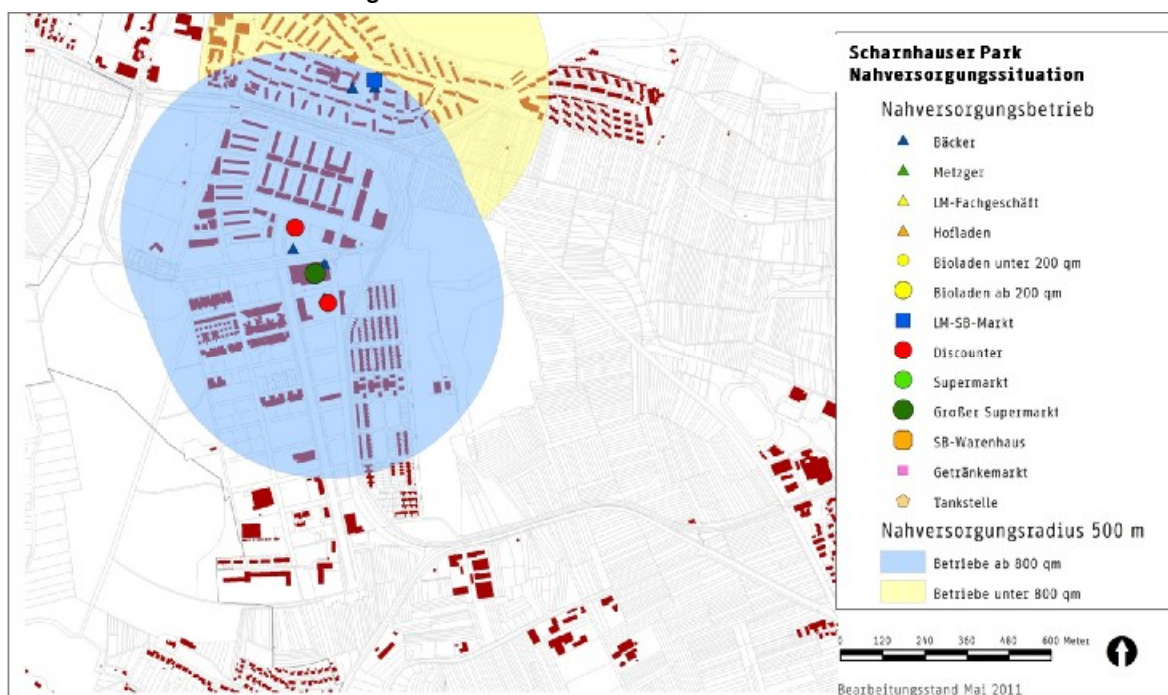 Scharnhauser Park
Nahversorgungssituation
Nahversorgungsbetrieb
Bäcker
Metzger
LM-Fachgeschäft
Hofladen
Bioladen unter 200 qm
Bioladen ab 200 qm
LM-SB-Markt
Discounter
Supermarkt
Großer Supermarkt
SB-Warenhaus
Getränkemarkt
Tankstelle
Nahversorgungsradius 500 m
Betriebe ab 800 qm
Betriebe unter 800 qm
0 120 240 360 480 600 Meter
Bearbeitungsstand Mai 2011